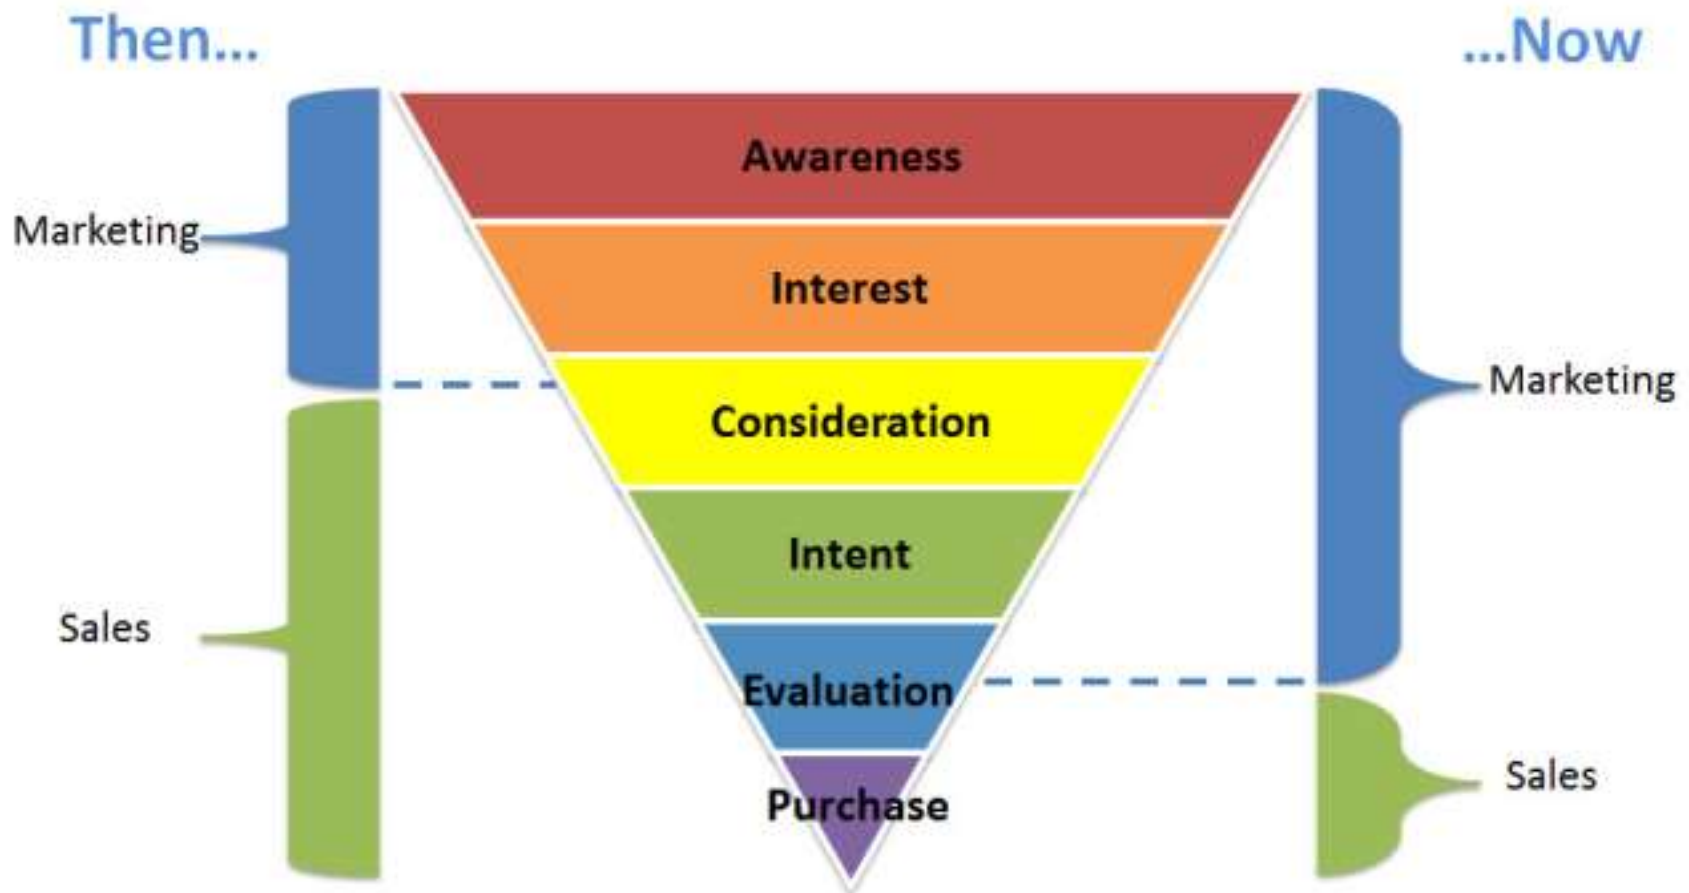 Then...
...Now
Awareness
Marketing
Interest
Marketing
Consideration
Intent
Sales
Evaluation
Sales
Purchase